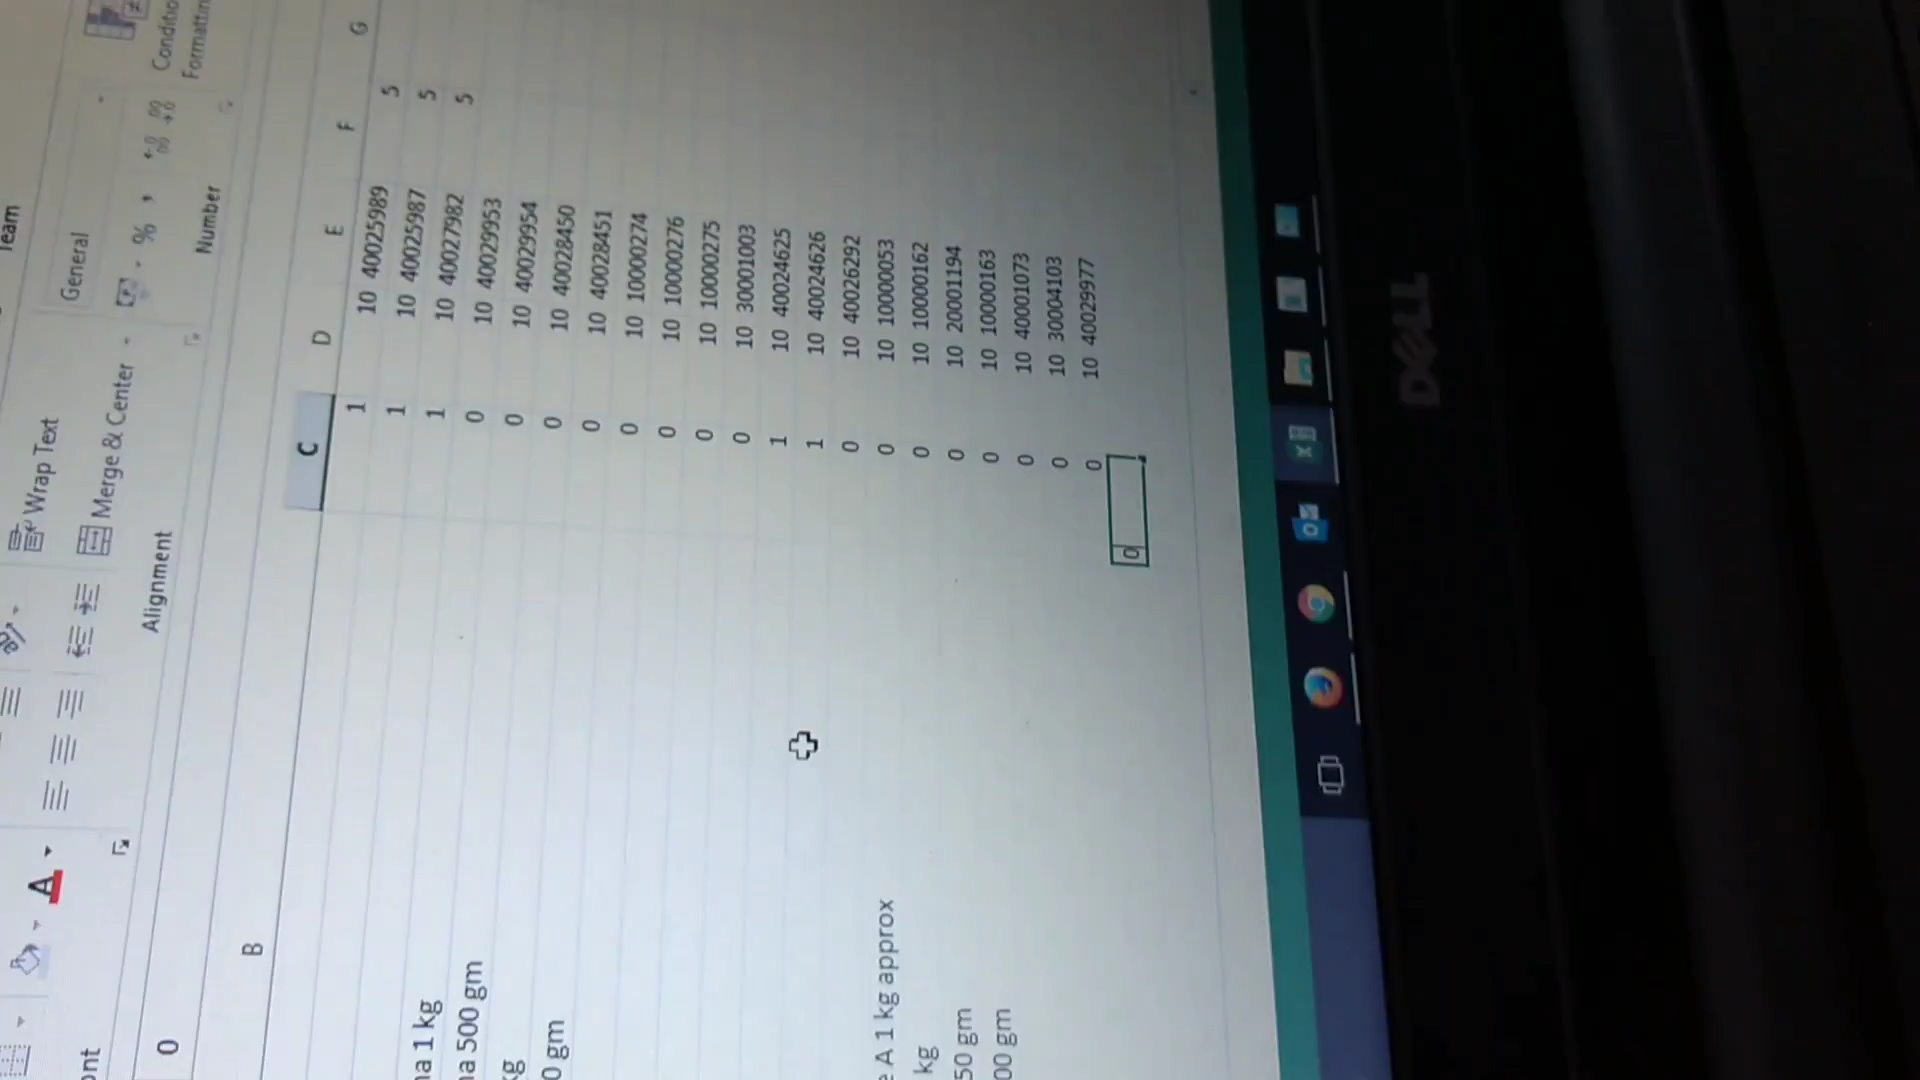 Team
Wrap Text
General
Merge & Center
%
,
Conditio
Formattin
ont
Alignment
Number
0
B C D E F G
1 10 40025989 5
1 10 40025987 5
1 10 40027982 5
0 10 40029953
na 1 kg 0 10 40029954
na 500 gm 0 10 40028450
kg 0 10 40028451
0 gm 0 10 10000274
0 10 10000276
0 10 10000275
0 10 30001003
1 10 40024625
1 10 40024626
0 10 40026292
0 10 10000053
e A 1 kg approx 0 10 10000162
kg 0 10 20001194
50 gm 0 10 10000163
00 gm 0 10 40001073
0 10 30004103
0 10 40029977
0
DELL